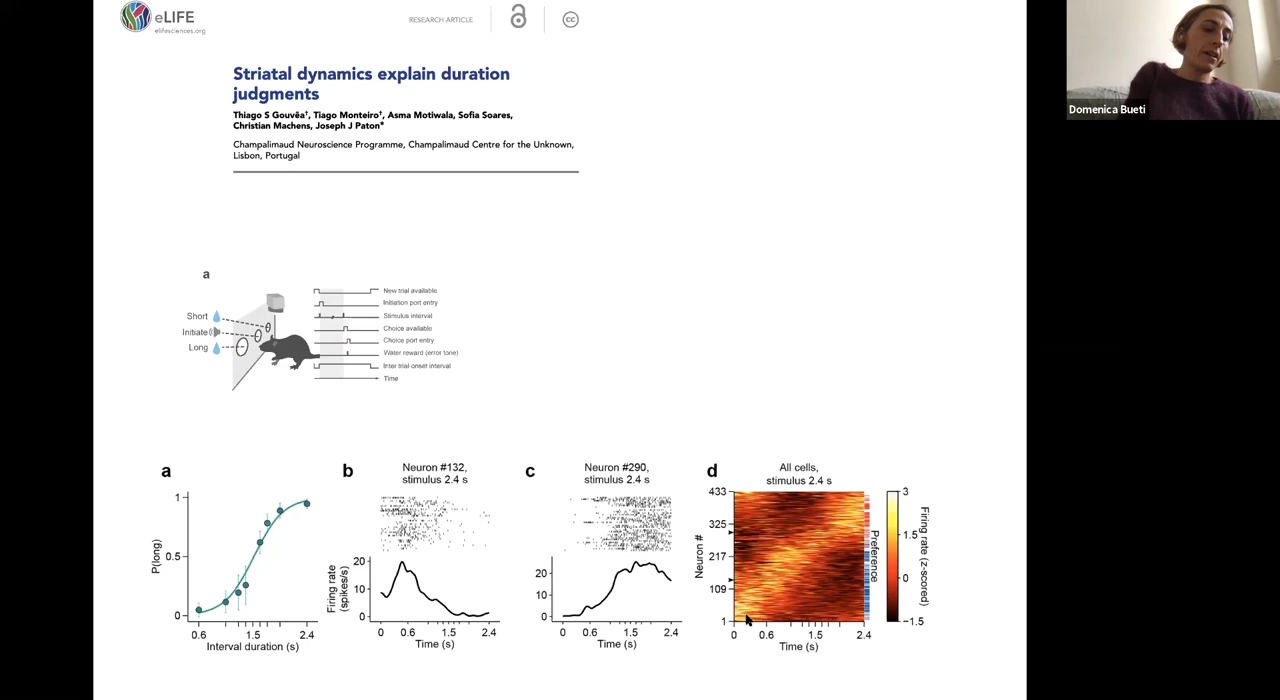 eLIFE
elifesciences.org
RESEARCH ARTICLE
cc
Domenica Bueti
Striatal dynamics explain duration
judgments
Thiago S Gouvêa†, Tiago Monteiro†, Asma Motiwala, Sofia Soares,
Christian Machens, Joseph J Paton*
Champalimaud Neuroscience Programme, Champalimaud Centre for the Unknown,
Lisbon, Portugal
a
Short
Initiate
Long
New trial available
Initiation port entry
Stimulus interval
Choice available
Choice port entry
Water reward (error tone)
Inter trial-onset interval
Time
a
P(long)
1
0.5
0
0.6 1.5 2.4
Interval duration (s)
b
Neuron #132,
stimulus 2.4 s
Firing rate
(spikes/s)
20
10
0
0 0.6 1.5 2.4
Time (s)
c
Neuron #290,
stimulus 2.4 s
20
10
0
0 0.6 1.5 2.4
Time (s)
d
All cells,
stimulus 2.4 s
Neuron #
433
325
217
109
1
0 0.6 1.5 2.4
Time (s)
Preference
3
1.5
0
−1.5
Firing rate (z-scored)